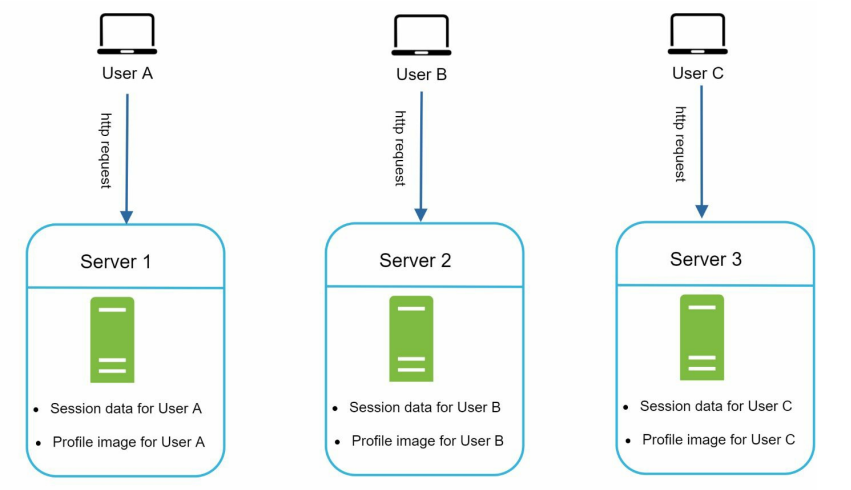 User A
User B
User C
http request
http request
http request
Server 1
Server 2
Server 3
• Session data for User A
• Profile image for User A
• Session data for User B
• Profile image for User B
• Session data for User C
• Profile image for User C